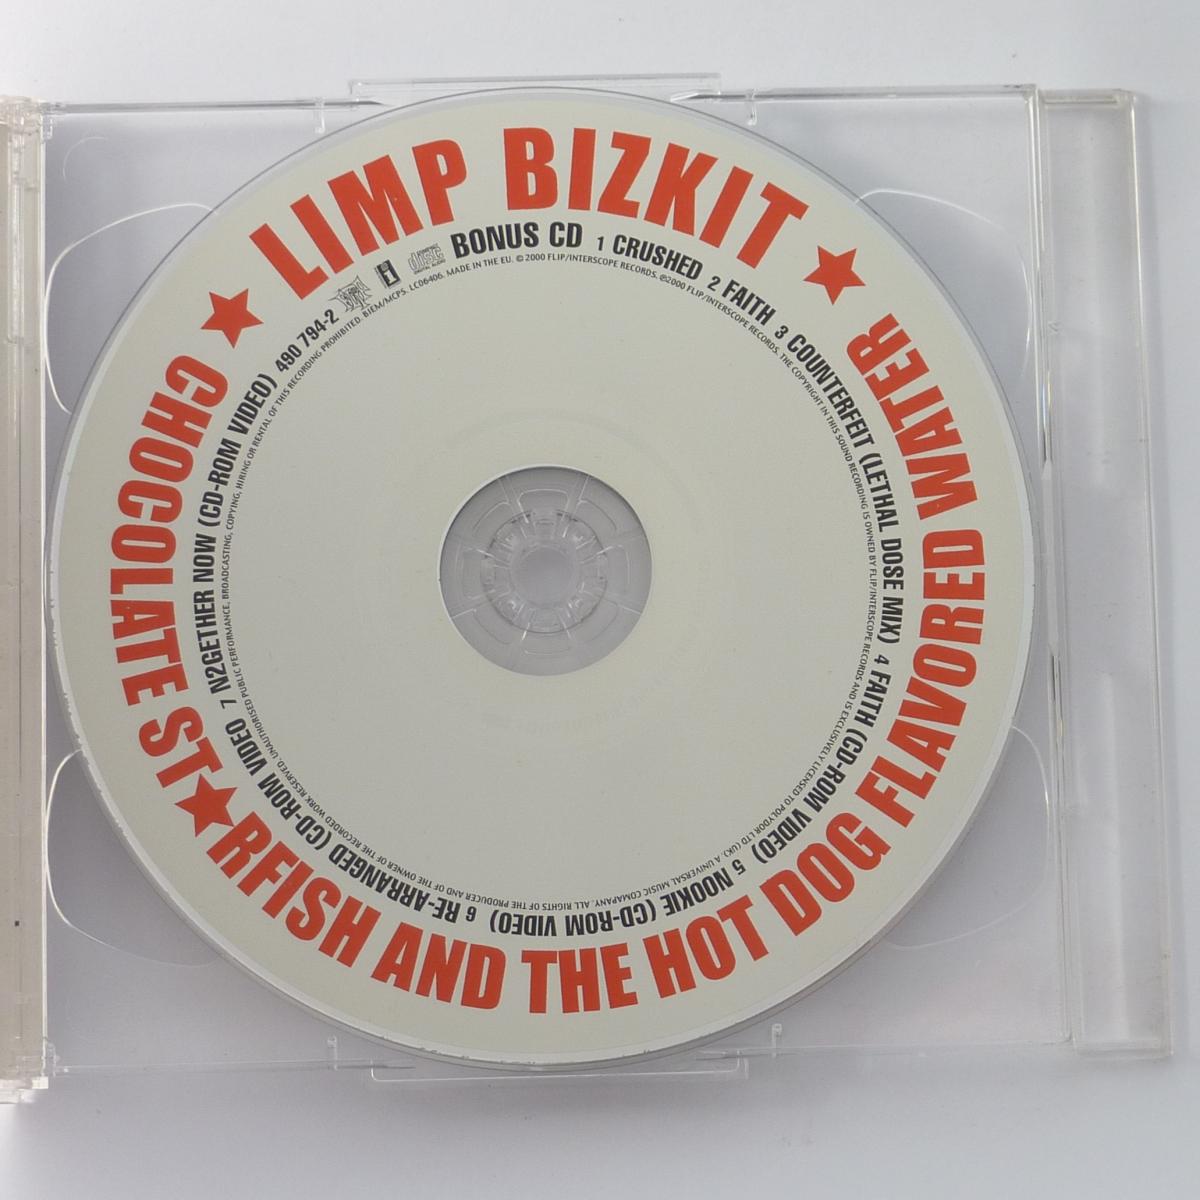 LIMP BIZKIT ★
CHOCOLATE ST★RFISH AND THE HOT DOG FLAVORED WATER ★
BONUS CD 1 CRUSHED 2 FAITH 3 COUNTERFEIT (LETHAL DOSE MIX) 4 FAITH (CD-ROM VIDEO) 5 NOOKIE (CD-ROM VIDEO) 6 RE-ARRANGED (CD-ROM VIDEO 7 N2GETHER NOW (CD-ROM VIDEO) 490 794-2
COMPACT disc DIGITAL AUDIO
MADE IN THE EU. ©2000 FLIP/INTERSCOPE RECORDS. ℗2000 FLIP/INTERSCOPE RECORDS. THE COPYRIGHT IN THIS SOUND RECORDING IS OWNED BY FLIP/INTERSCOPE RECORDS AND IS EXCLUSIVELY LICENSED TO POLYDOR LTD (UK). A UNIVERSAL MUSIC COMAPANY. ALL RIGHTS OF THE PRODUCER AND OF THE OWNER OF THE RECORDED WORK RESERVED. UNAUTHORISED PUBLIC PERFORMANCE, BROADCASTING, COPYING, HIRING OR RENTAL OF THIS RECORDING PROHIBITED. BIEM/MCPS. LC06406.